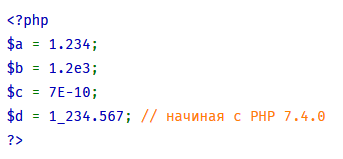 <?php
$a = 1.234;
$b = 1.2e3;
$c = 7E-10;
$d = 1_234.567; // начиная с PHP 7.4.0
?>